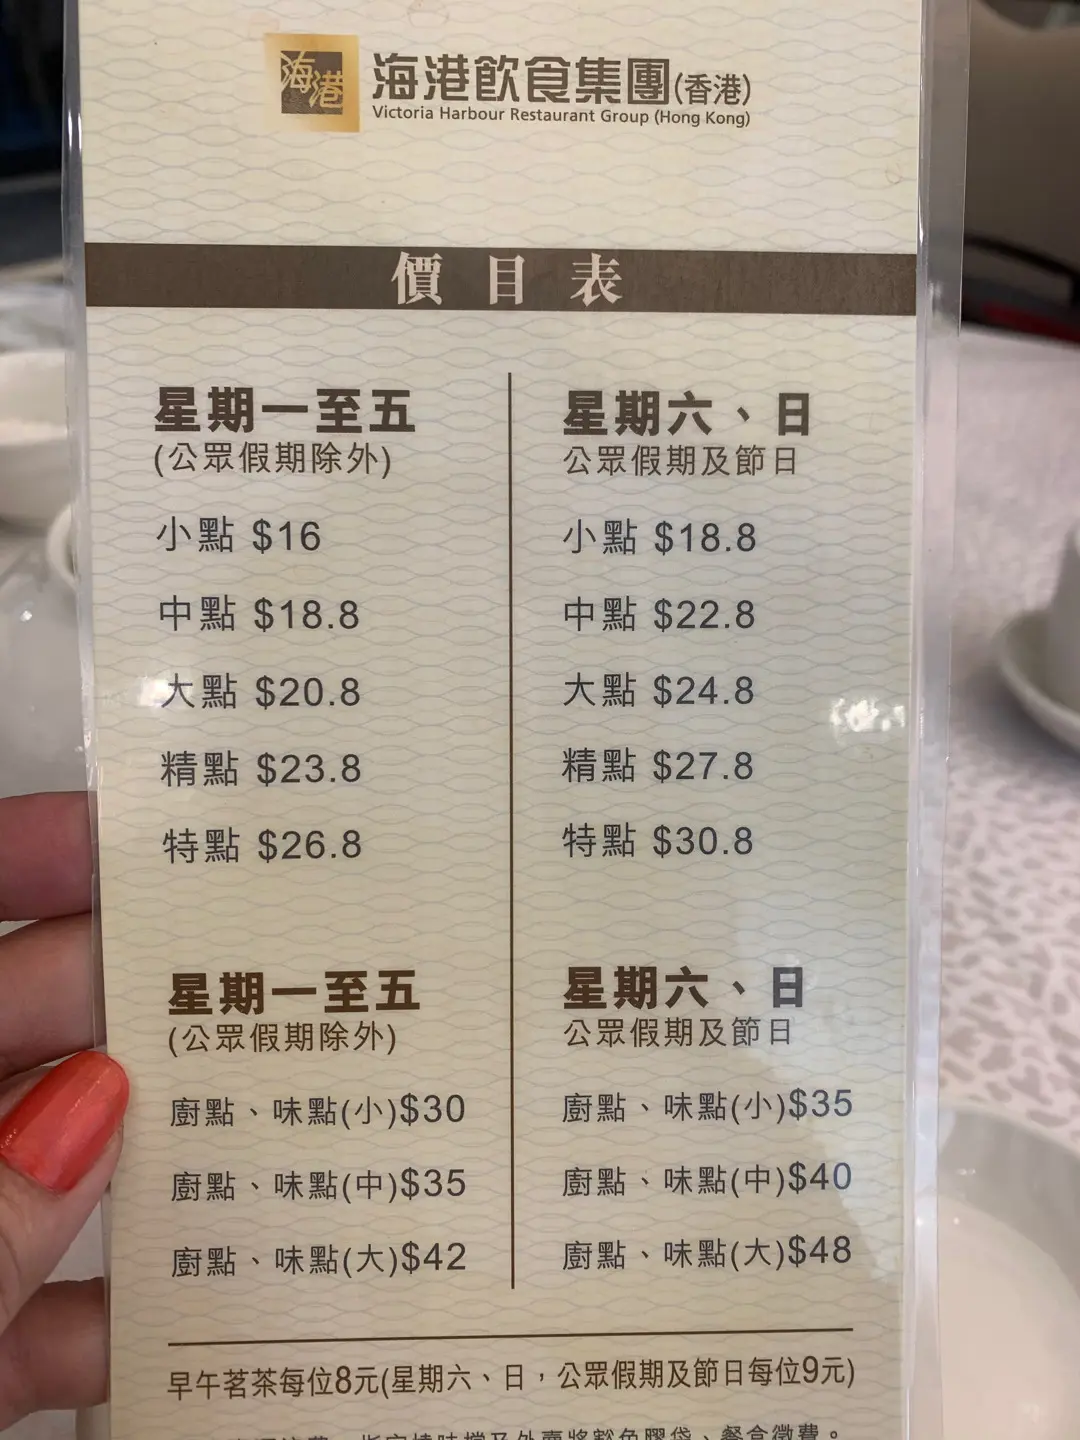 海港
海港飲食集團(香港)
Victoria Harbour Restaurant Group (Hong Kong)
價目表
星期一至五
(公眾假期除外)
小點 $16
中點 $18.8
大點 $20.8
精點 $23.8
特點 $26.8
星期六、日
公眾假期及節日
小點 $18.8
中點 $22.8
大點 $24.8
精點 $27.8
特點 $30.8
星期一至五
(公眾假期除外)
廚點、味點(小)$30
廚點、味點(中)$35
廚點、味點(大)$42
星期六、日
公眾假期及節日
廚點、味點(小)$35
廚點、味點(中)$40
廚點、味點(大)$48
早午茗茶每位8元(星期六、日，公眾假期及節日每位9元)
膠袋、餐盒徵費。